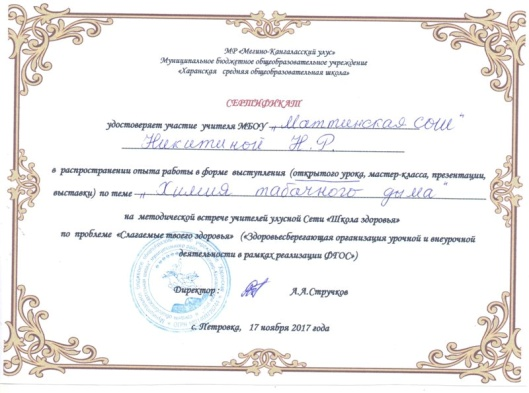 МР «Мегино-Кангаласский улус»
Муниципальное бюджетное общеобразовательное учреждение
«Харанская средняя общеобразовательная школа»
СЕРТИФИКАТ
удостоверяет участие учителя МБОУ „Маттинская сош“
Никитиной Н.Р.
в распространении опыта работы в форме выступления (открытого урока, мастер-класса, презентации,
выставки) по теме „Химия табачного дыма“
на методической встрече учителей улусной Сети «Школа здоровья»
по проблеме «Слагаемые твоего здоровья» («Здоровьесберегающая организация урочной и внеурочной
деятельности в рамках реализации ФГОС»)
Директор: А.А.Стручков
с. Петровка, 17 ноября 2017 года